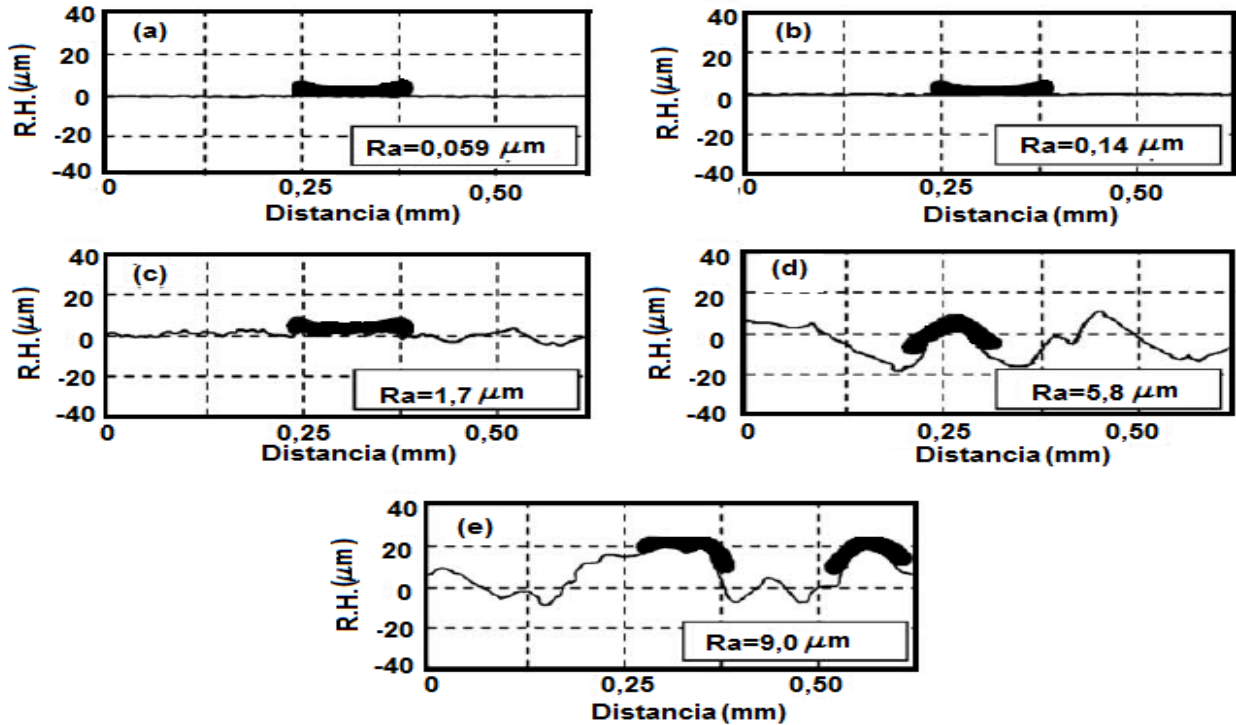 (a)
R.H.(μm)
40
20
0
-20
-40
Ra=0,059 μm
0
0,25
0,50
Distancia (mm)
(b)
R.H.(μm)
40
20
0
-20
-40
Ra=0,14 μm
,0
0,25
0,50
Distancia (mm)
(c)
R.H.(μm)
40
20
0
-20
-40
Ra=1,7 μm
0
0,25
0,50
Distancia (mm)
(d)
R.H.(μm)
40
20
0
-20
-40
Ra=5,8 μm
0
0,25
0,50
Distancia (mm)
(e)
R.H.(μm)
40
20
0
-20
-40
Ra=9,0 μm
0
0,25
0,50
Distancia (mm)